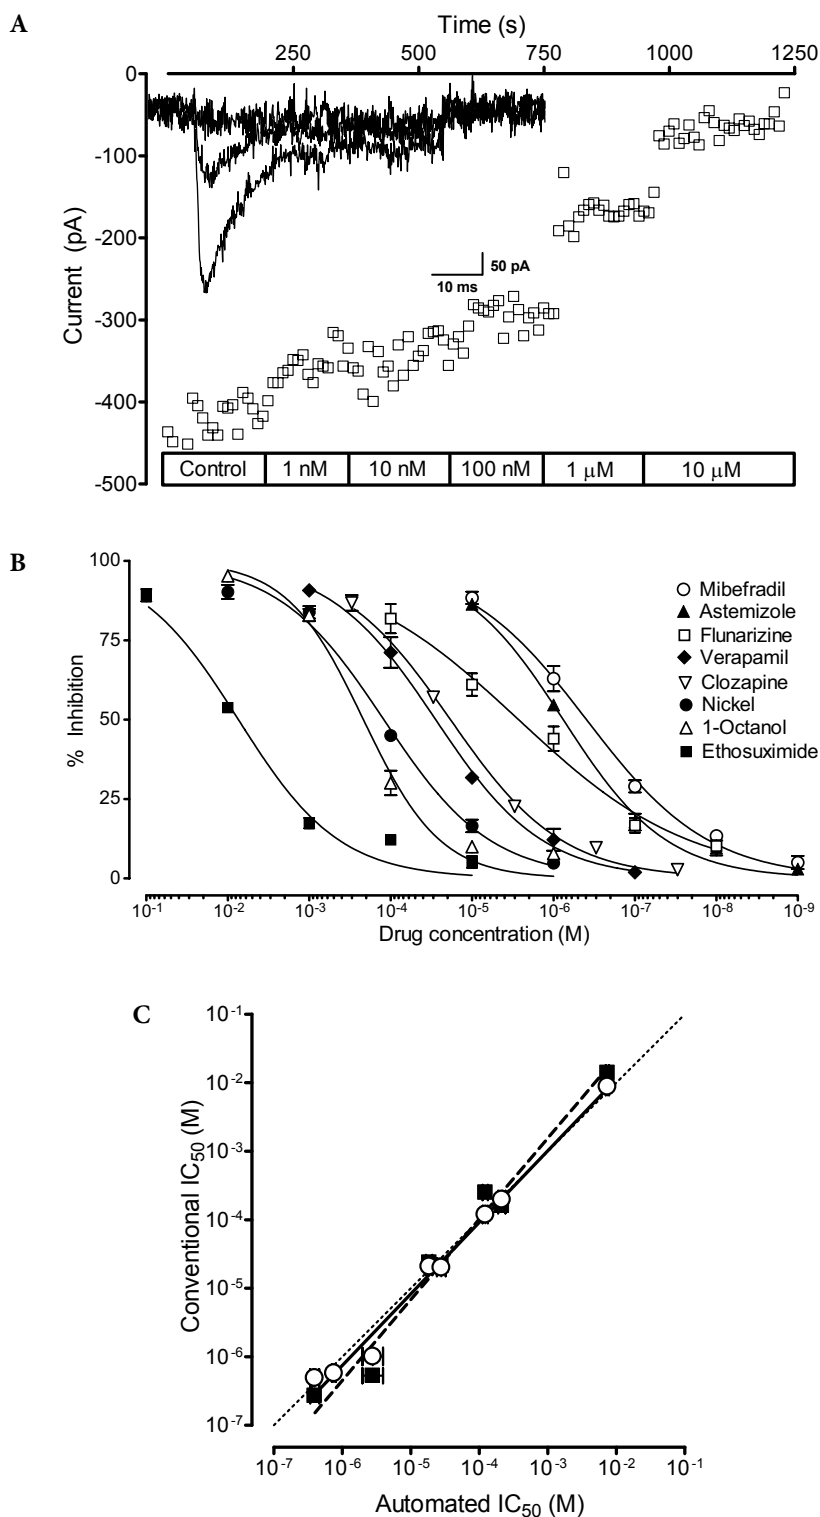 A
Time (s)
250 500 750 1000 1250
0
-100
-200
-300
-400
-500
Current (pA)
50 pA
10 ms
Control 1 nM 10 nM 100 nM 1 μM 10 μM
B
100
75
50
25
0
% Inhibition
Mibefradil
Astemizole
Flunarizine
Verapamil
Clozapine
Nickel
1-Octanol
Ethosuximide
10⁻¹ 10⁻² 10⁻³ 10⁻⁴ 10⁻⁵ 10⁻⁶ 10⁻⁷ 10⁻⁸ 10⁻⁹
Drug concentration (M)
C
10⁻¹
10⁻²
10⁻³
10⁻⁴
10⁻⁵
10⁻⁶
10⁻⁷
Conventional IC₅₀ (M)
10⁻⁷ 10⁻⁶ 10⁻⁵ 10⁻⁴ 10⁻³ 10⁻² 10⁻¹
Automated IC₅₀ (M)